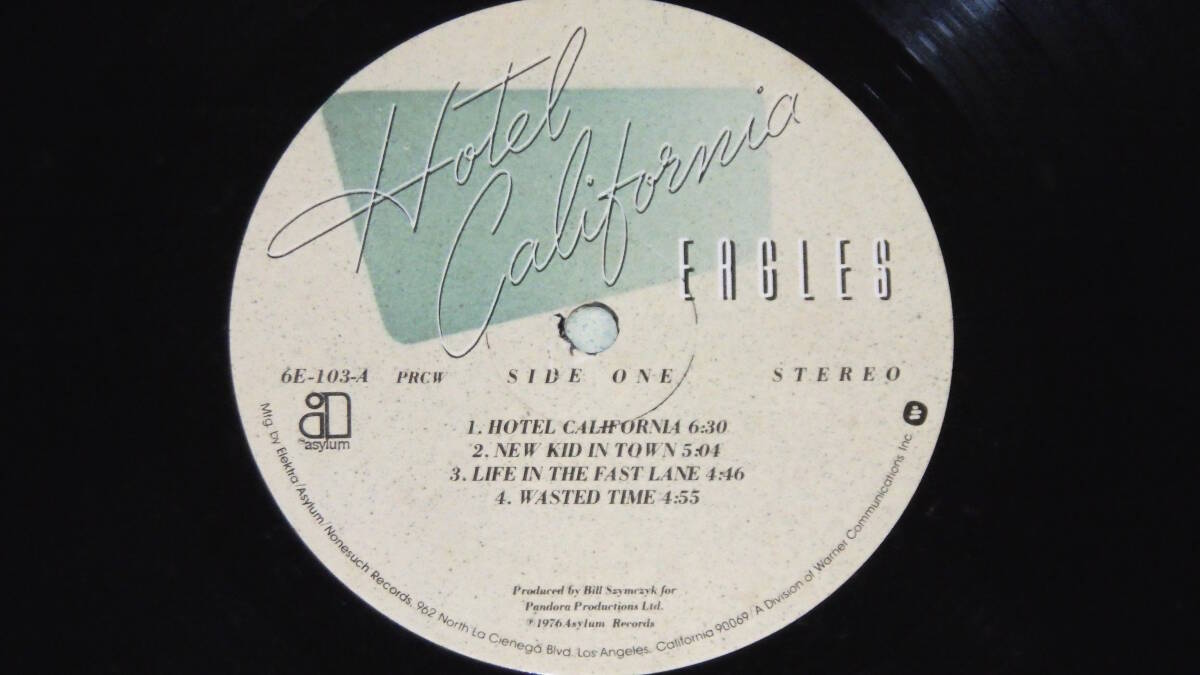 Hotel
California
EAGLES
6E-103-A PRCW SIDE ONE STEREO
asylum
1. HOTEL CALIFORNIA 6:30
2. NEW KID IN TOWN 5:04
3. LIFE IN THE FAST LANE 4:46
4. WASTED TIME 4:55
Produced by Bill Szymczyk for
Pandora Productions Ltd.
℗ 1976 Asylum Records
Mfg. by Elektra/Asylum/Nonesuch Records, 962 North La Cienega Blvd. Los Angeles, California 90069/A Division of Warner Communications Inc.